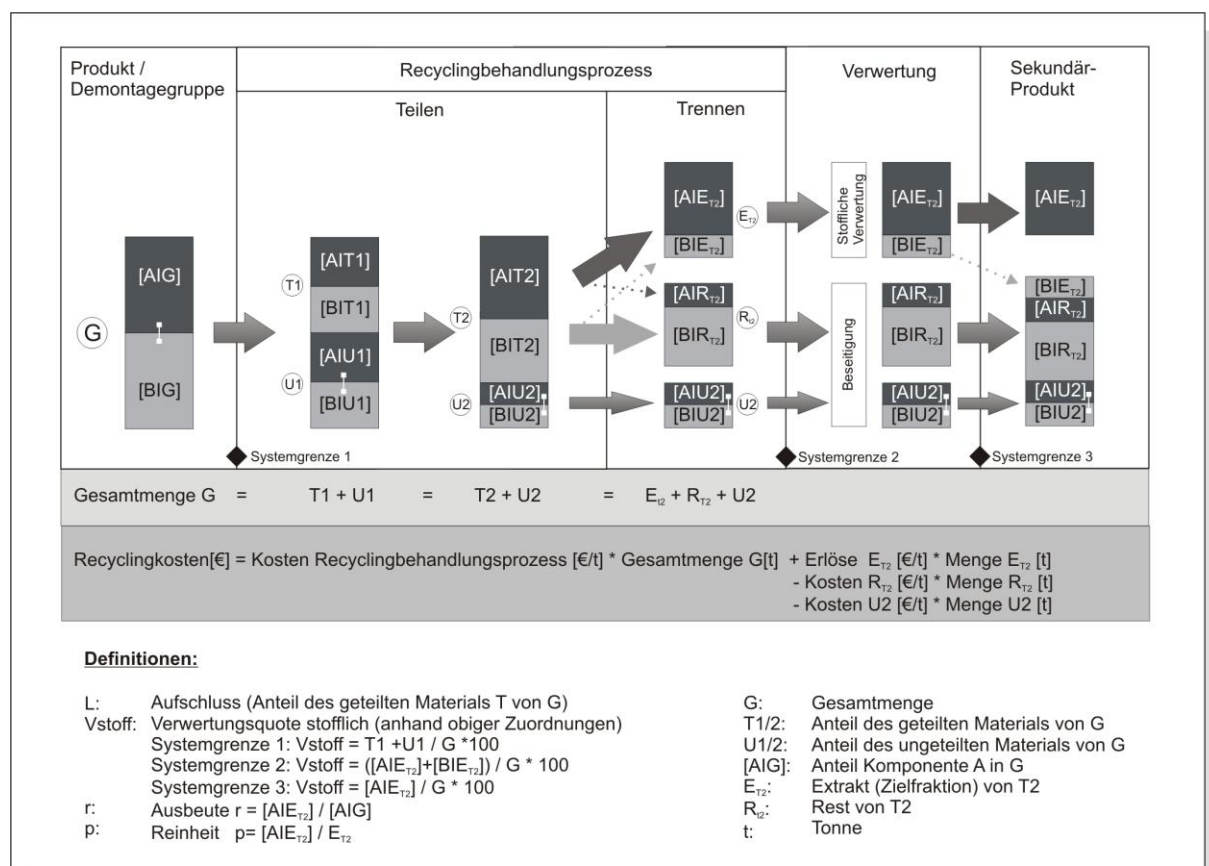 Produkt /
Demontagegruppe
Recyclingbehandlungsprozess
Verwertung
Sekundär-
Produkt
Teilen
Trennen
G
[AIG]
[BIG]
T1
U1
[AIT1]
[BIT1]
[AIU1]
[BIU1]
T2
U2
[AIT2]
[BIT2]
[AIU2]
[BIU2]
[AIE T2]
[BIE T2]
E T2
[AIR T2]
[BIR T2]
R t2
[AIU2]
[BIU2]
U2
Stoffliche
Verwertung
Beseitigung
[AIE T2]
[BIE T2]
[AIR T2]
[BIR T2]
[AIU2]
[BIU2]
[AIE T2]
[BIE T2]
[AIR T2]
[BIR T2]
[AIU2]
[BIU2]
Systemgrenze 1
Systemgrenze 2
Systemgrenze 3
Gesamtmenge G = T1 + U1 = T2 + U2 = E t2 + R T2 + U2
Recyclingkosten[€] = Kosten Recyclingbehandlungsprozess [€/t] * Gesamtmenge G[t] + Erlöse E T2 [€/t] * Menge E T2 [t]
- Kosten R T2 [€/t] * Menge R T2 [t]
- Kosten U2 [€/t] * Menge U2 [t]
Definitionen:
L: Aufschluss (Anteil des geteilten Materials T von G)
Vstoff: Verwertungsquote stofflich (anhand obiger Zuordnungen)
Systemgrenze 1: Vstoff = T1 +U1 / G *100
Systemgrenze 2: Vstoff = ([AIE T2]+[BIE T2]) / G * 100
Systemgrenze 3: Vstoff = [AIE T2] / G * 100
r: Ausbeute r = [AIE T2] / [AIG]
p: Reinheit p= [AIE T2] / E T2
G: Gesamtmenge
T1/2: Anteil des geteilten Materials von G
U1/2: Anteil des ungeteilten Materials von G
[AIG]: Anteil Komponente A in G
E T2: Extrakt (Zielfraktion) von T2
R t2: Rest von T2
t: Tonne